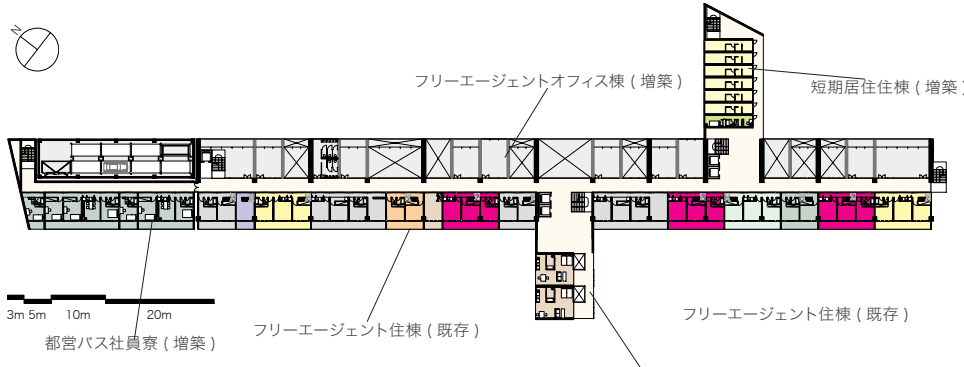 N
フリーエージェントオフィス棟 ( 増築 )
短期居住住棟 ( 増築 )
3m 5m 10m 20m
都営バス社員寮 ( 増築 )
フリーエージェント住棟 ( 既存 )
フリーエージェント住棟 ( 既存 )